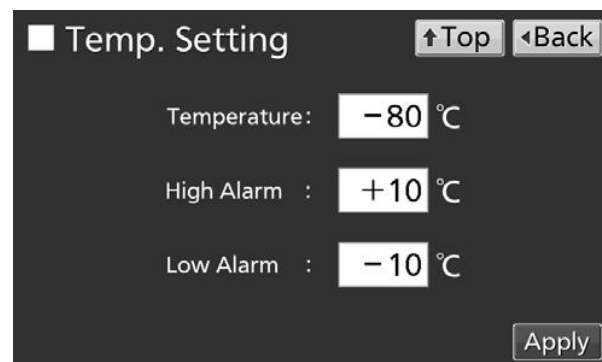 Temp. Setting ↑Top ◂Back
Temperature: −80 ℃
High Alarm : +10 ℃
Low Alarm : −10 ℃
Apply